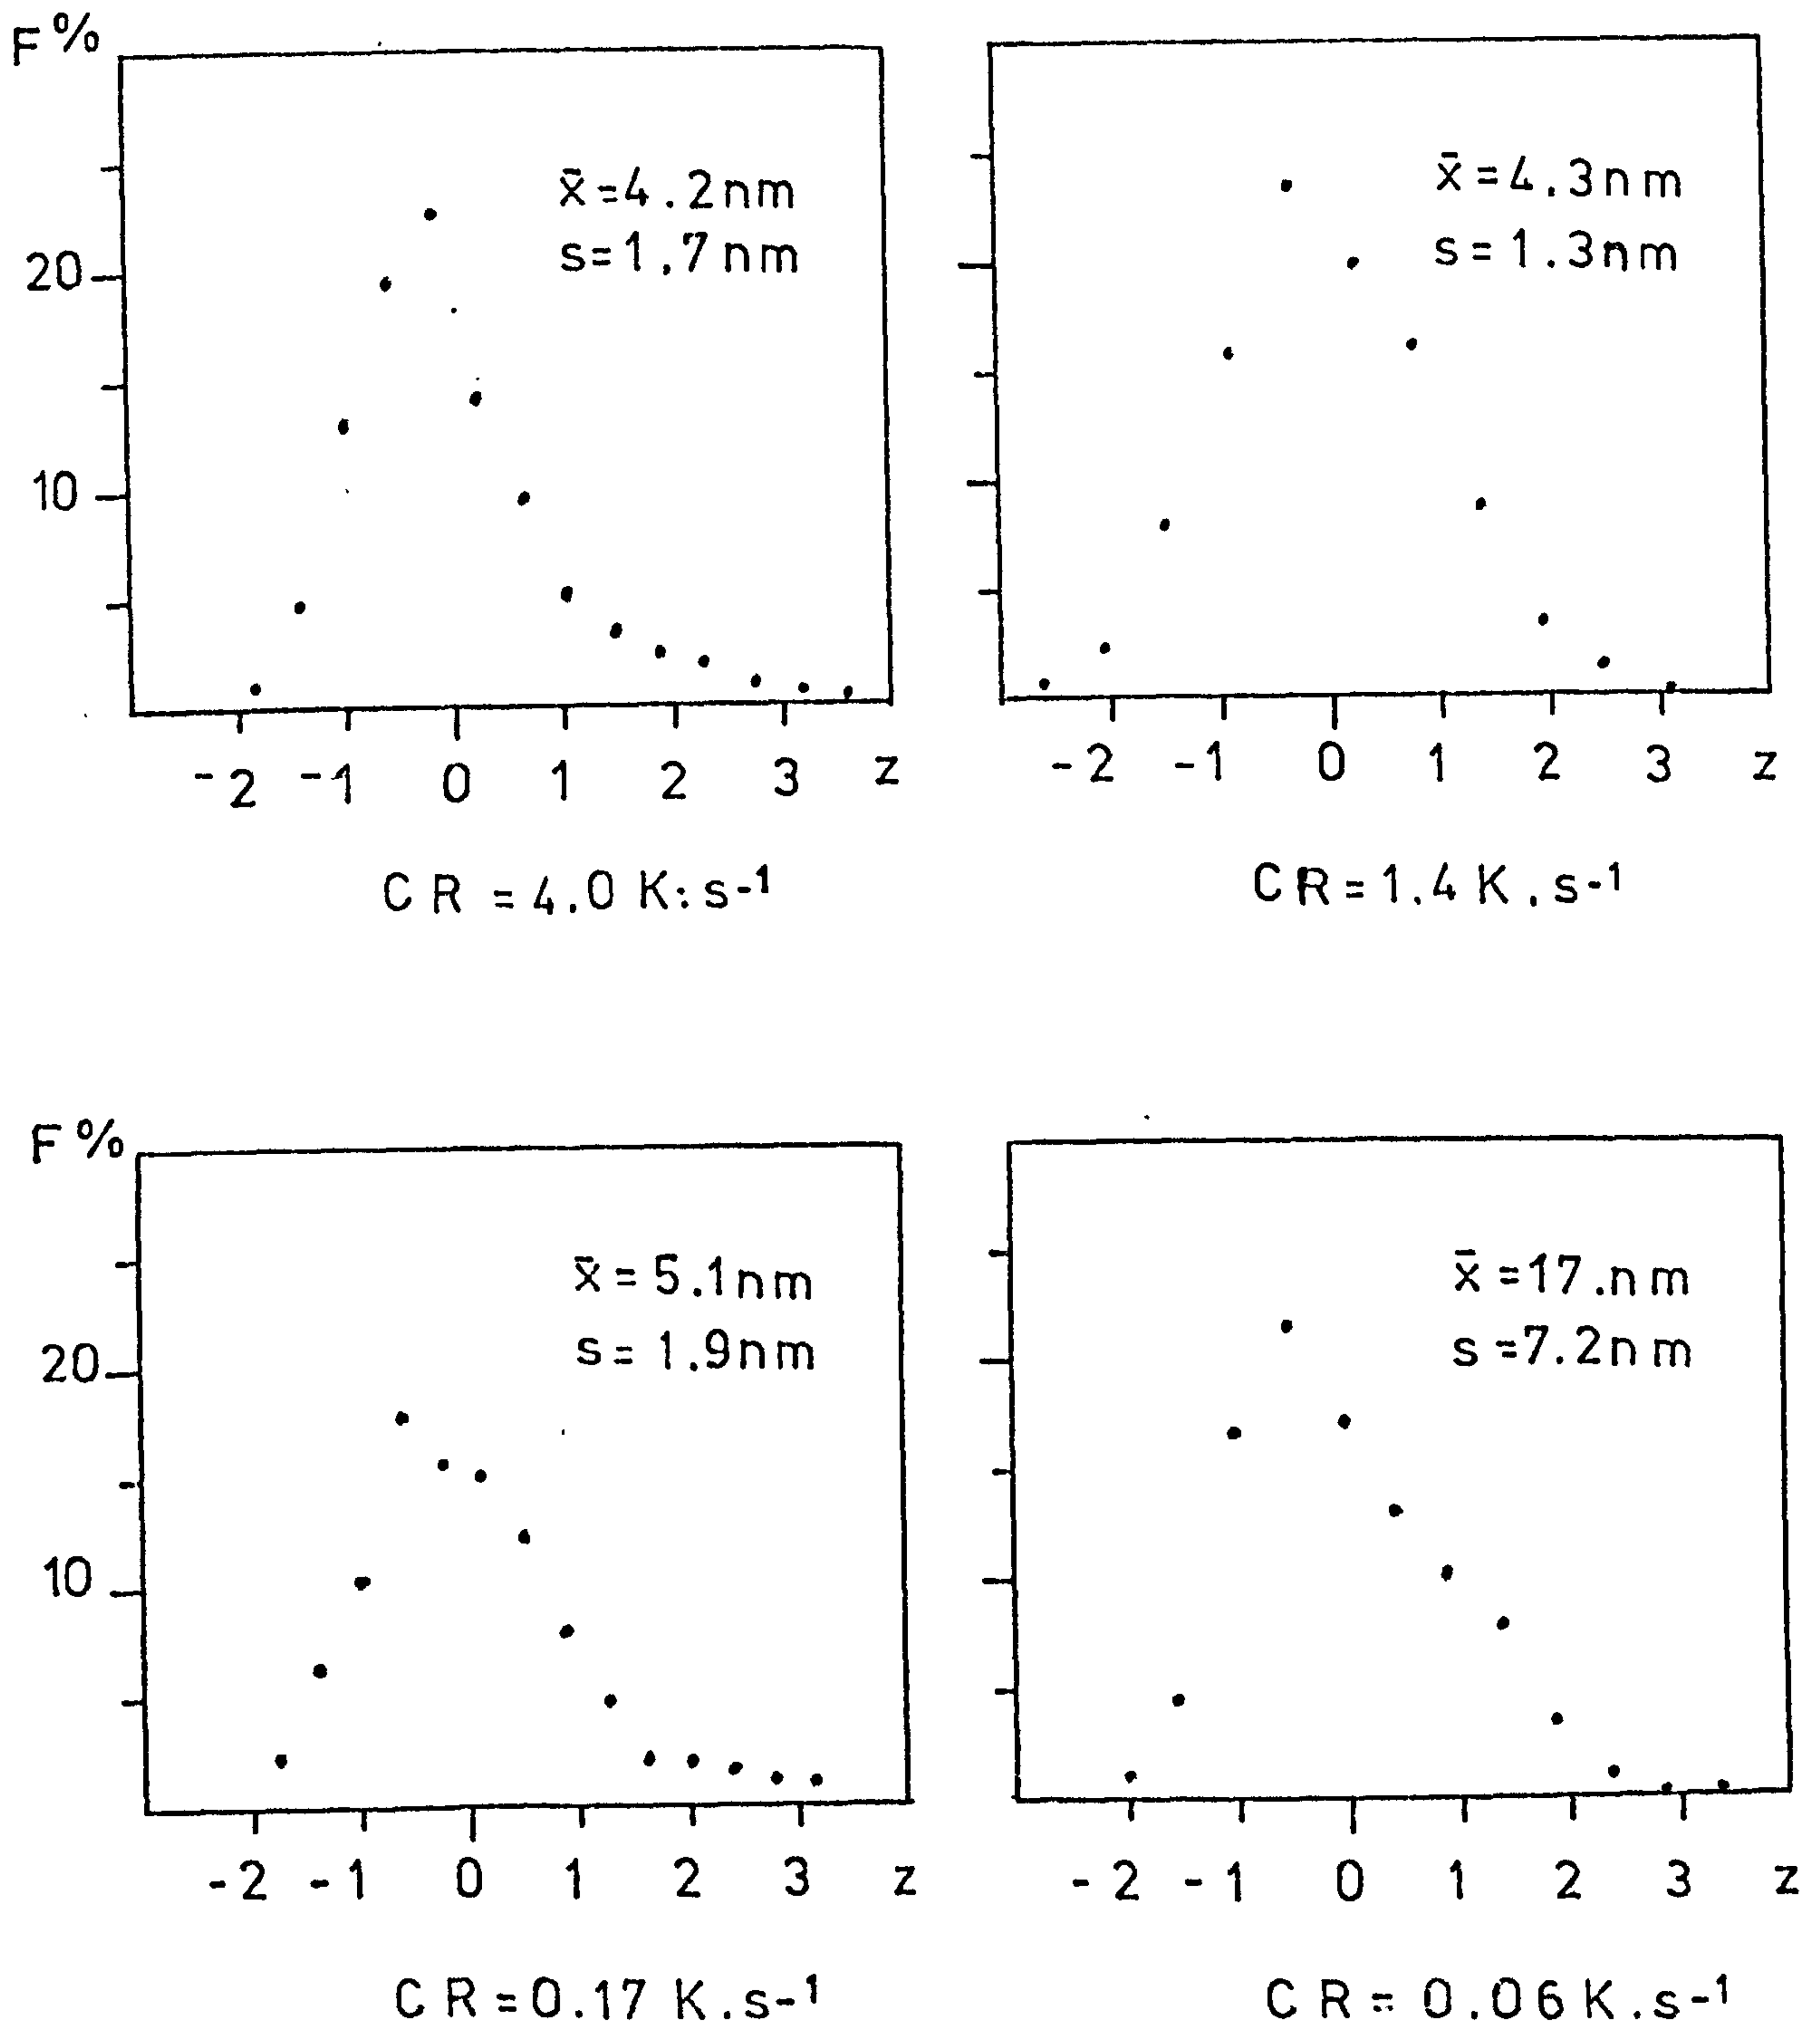 F%
x̄=4.2nm
s=1.7nm
20
10
-2 -1 0 1 2 3 z
CR=4.0 K.s-1
x̄=4.3nm
s=1.3nm
-2 -1 0 1 2 3 z
CR=1.4 K.s-1
F%
x̄=5.1nm
s=1.9nm
20
10
-2 -1 0 1 2 3 z
CR=0.17 K.s-1
x̄=17.nm
s=7.2nm
-2 -1 0 1 2 3 z
CR=0.06 K.s-1